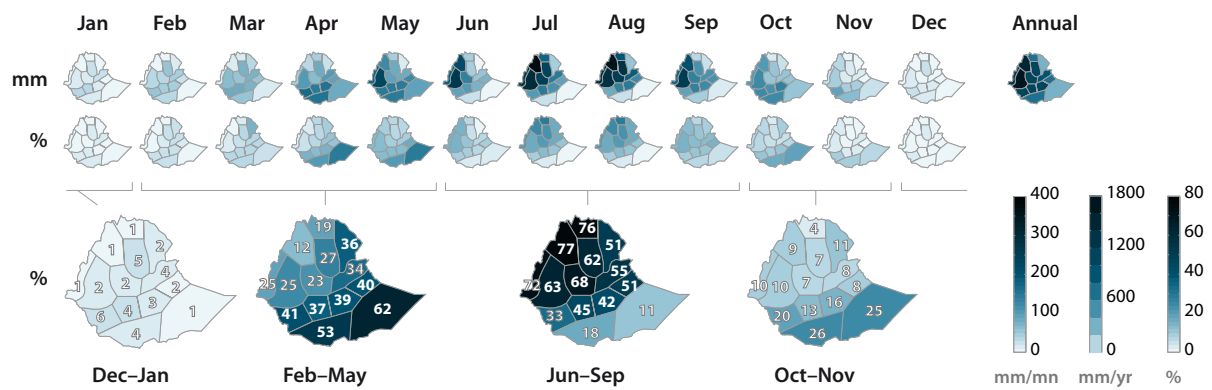 Jan Feb Mar Apr May Jun Jul Aug Sep Oct Nov Dec Annual
mm
%
400 1800 80
300 1200 60
200 40
100 600 20
0 0 0
mm/mn mm/yr %
%
1
1 2
5
4
1 2 2 2
3
6 4 1
4
19
12 36
27
34
25 25 23 40
39
41 37 62
53
76
77 51
62
55
72 63 68 51
42
33 45 11
18
4
9 11
7
8
10 10 7 8
16
20 13 25
26
Dec–Jan Feb–May Jun–Sep Oct–Nov